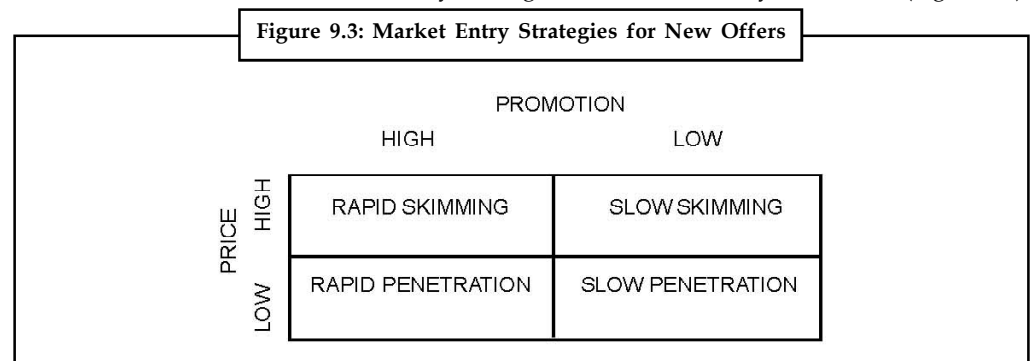 Figure 9.3: Market Entry Strategies for New Offers
PROMOTION
HIGH LOW
PRICE
HIGH
RAPID SKIMMING SLOW SKIMMING
LOW
RAPID PENETRATION SLOW PENETRATION